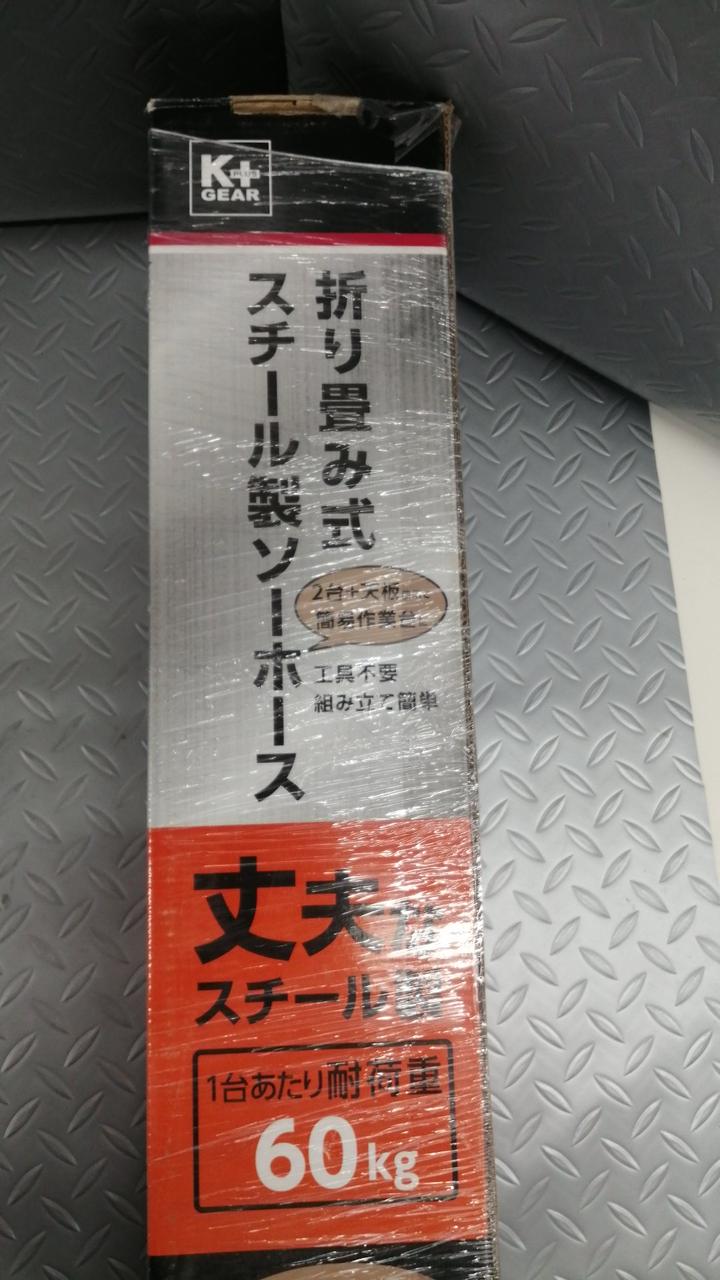 K+
PLUS
GEAR
折り畳み式
スチール製ソーホース
2台+天板
簡易作業台に
工具不要
組み立て簡単
丈夫な
スチール製
1台あたり耐荷重
60kg